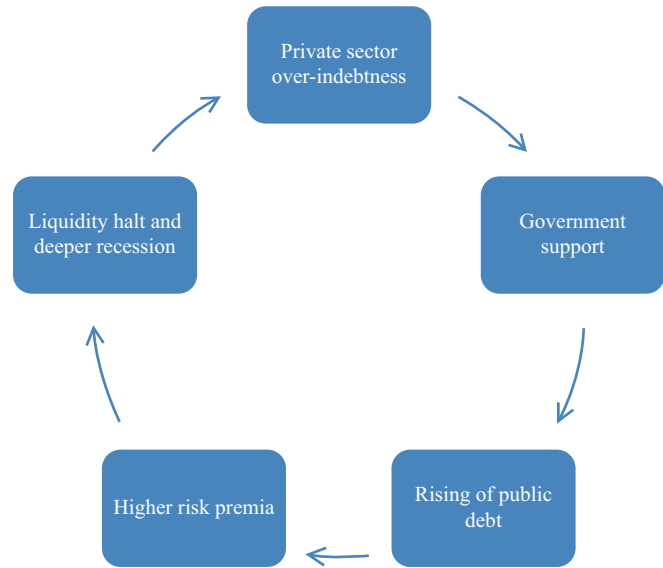 Private sector
over-indebtness
Government
support
Rising of public
debt
Higher risk premia
Liquidity halt and
deeper recession